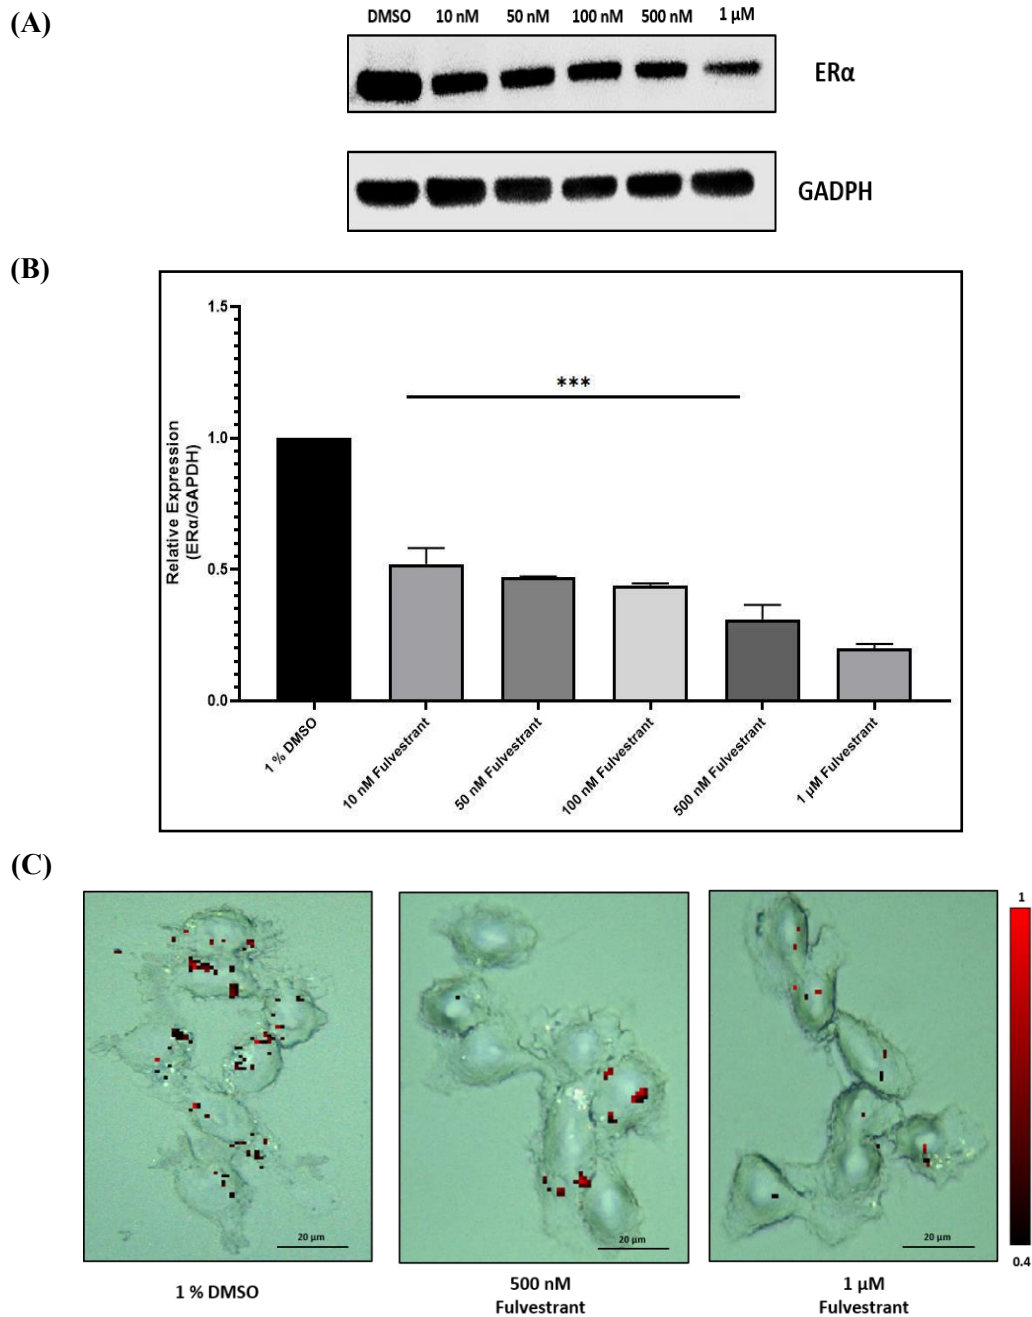 (A)
DMSO 10 nM 50 nM 100 nM 500 nM 1 µM
ERα
GADPH
(B)
1.5
***
1.0
Relative Expression
(ERα/GAPDH)
0.5
0.0
1 % DMSO
10 nM Fulvestrant
50 nM Fulvestrant
100 nM Fulvestrant
500 nM Fulvestrant
1 µM Fulvestrant
(C)
1
20 µm
20 µm
20 µm
0.4
1 % DMSO
500 nM
Fulvestrant
1 µM
Fulvestrant